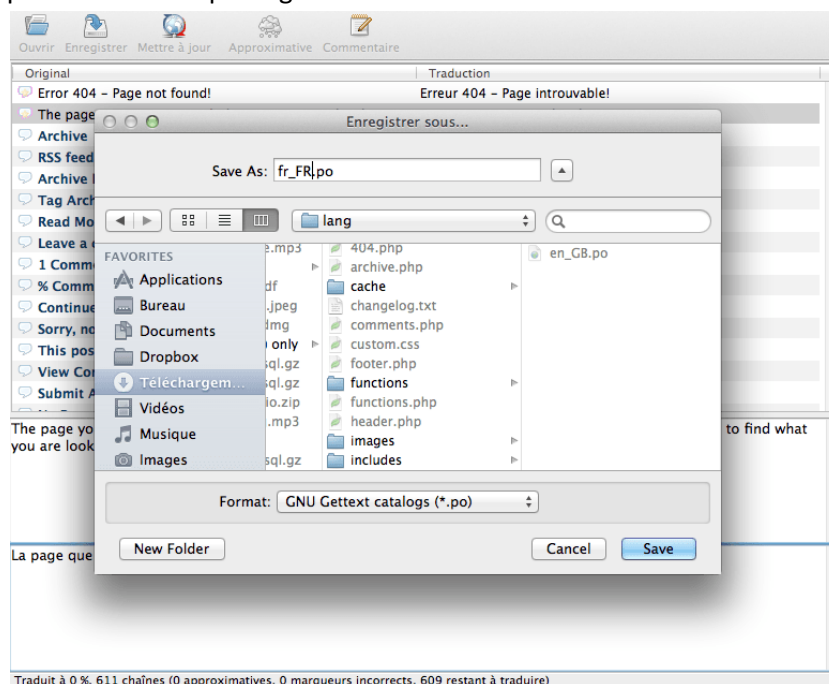 Ouvrir Enregistrer Mettre à jour Approximative Commentaire
Original Traduction
Error 404 – Page not found! Erreur 404 – Page introuvable!
The page
Enregistrer sous...
Archive
RSS feed
Save As: fr_FR.po
Archive
Tag Arch
Read Mo
lang
Leave a
FAVORITES
e.mp3
404.php
en_GB.po
1 Comm
archive.php
Applications
% Comm
df
cache
Bureau
Continue
.jpeg
changelog.txt
Documents
Sorry, no
dmg
comments.php
This pos
only
custom.css
Dropbox
View Cor
sql.gz
footer.php
Téléchargem...
sql.gz
functions
Submit A
io.zip
functions.php
Vidéos
.mp3
header.php
The page yo
to find what
Musique
images
you are look
Images
sql.gz
includes
Format: GNU Gettext catalogs (*.po)
New Folder Cancel Save
La page que
Traduit à 0 %, 611 chaînes (0 approximatives, 0 marqueurs incorrects, 609 restant à traduire)